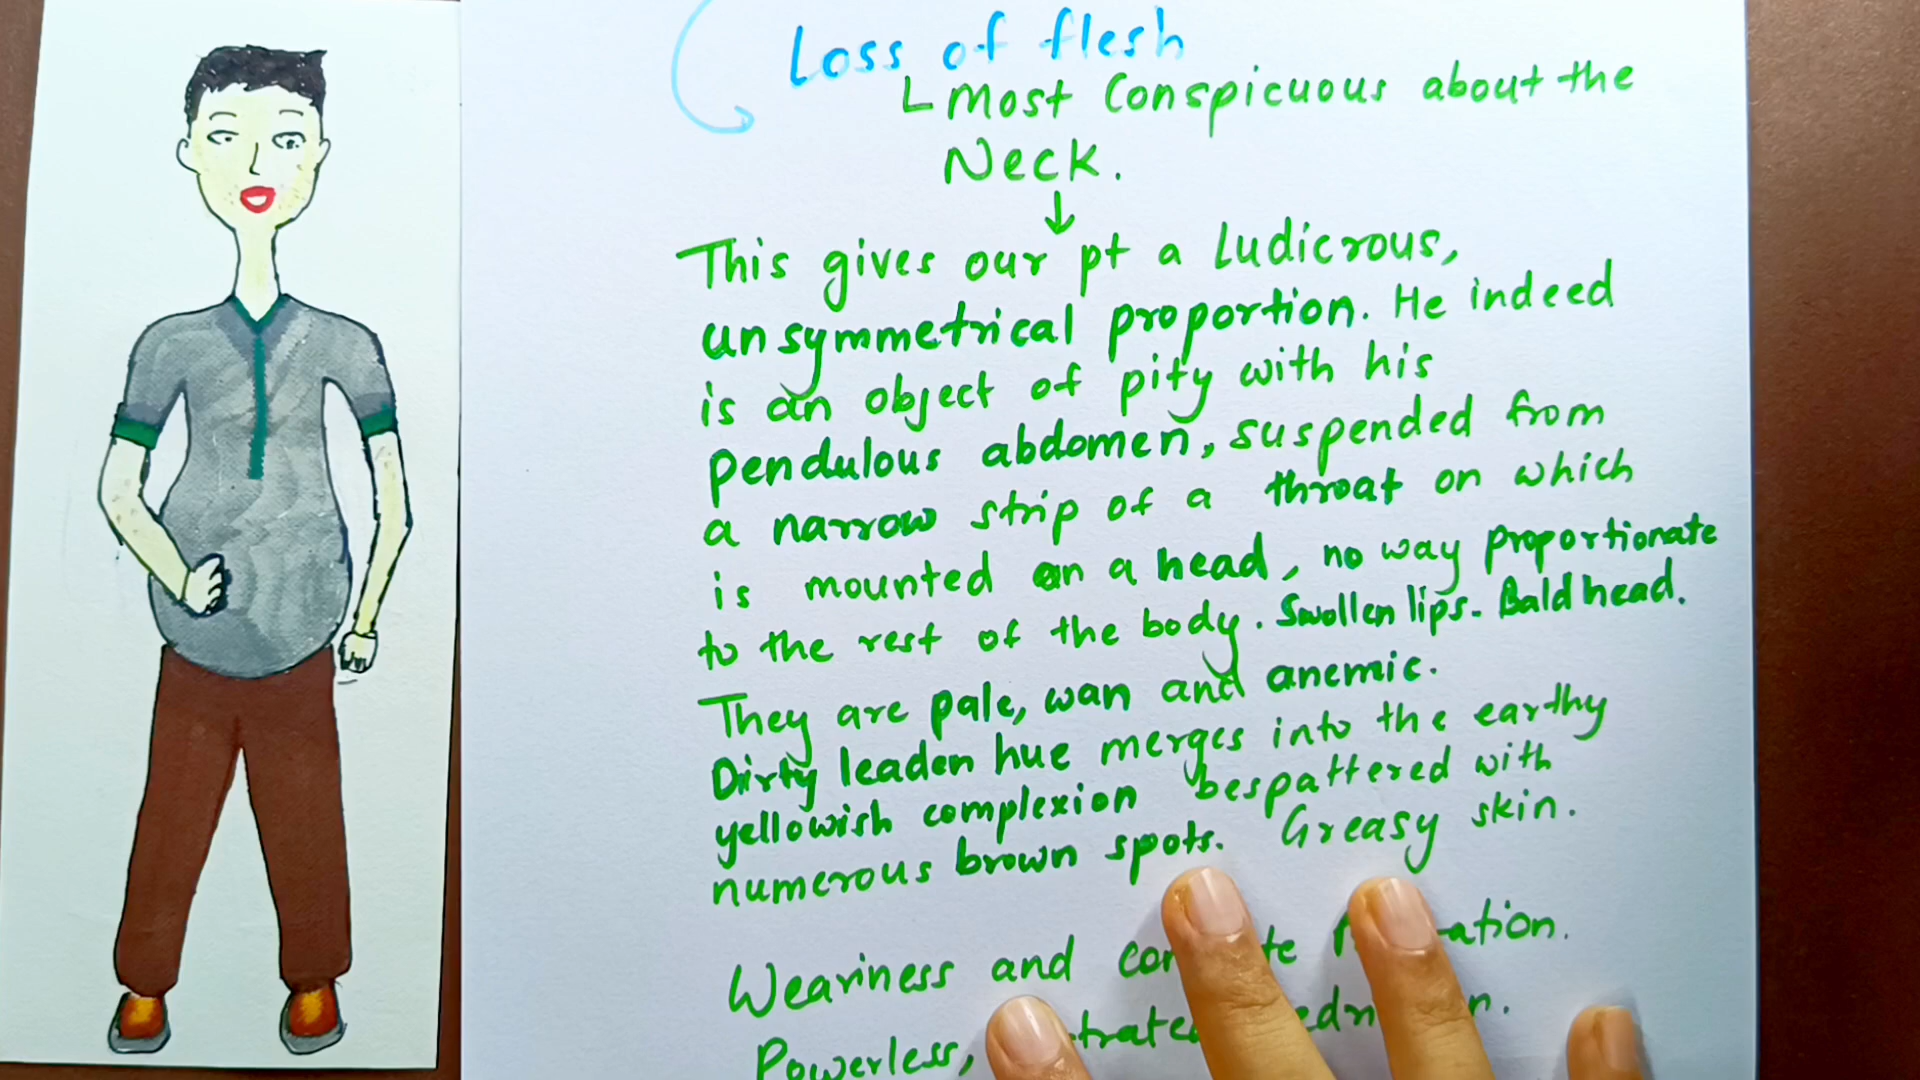 Loss of flesh
Most Conspicuous about the
Neck.
↓
This gives our pt a Ludicrous,
unsymmetrical proportion. He indeed
is an object of pity with his
pendulous abdomen, suspended from
a narrow strip of a throat on which
is mounted on a head, no way proportionate
to the rest of the body. Swollen lips. Bald head.
They are pale, wan and anemic.
Dirty leaden hue merges into the earthy
yellowish complexion bespattered with
numerous brown spots. Greasy skin.
Weariness and
Powerless,